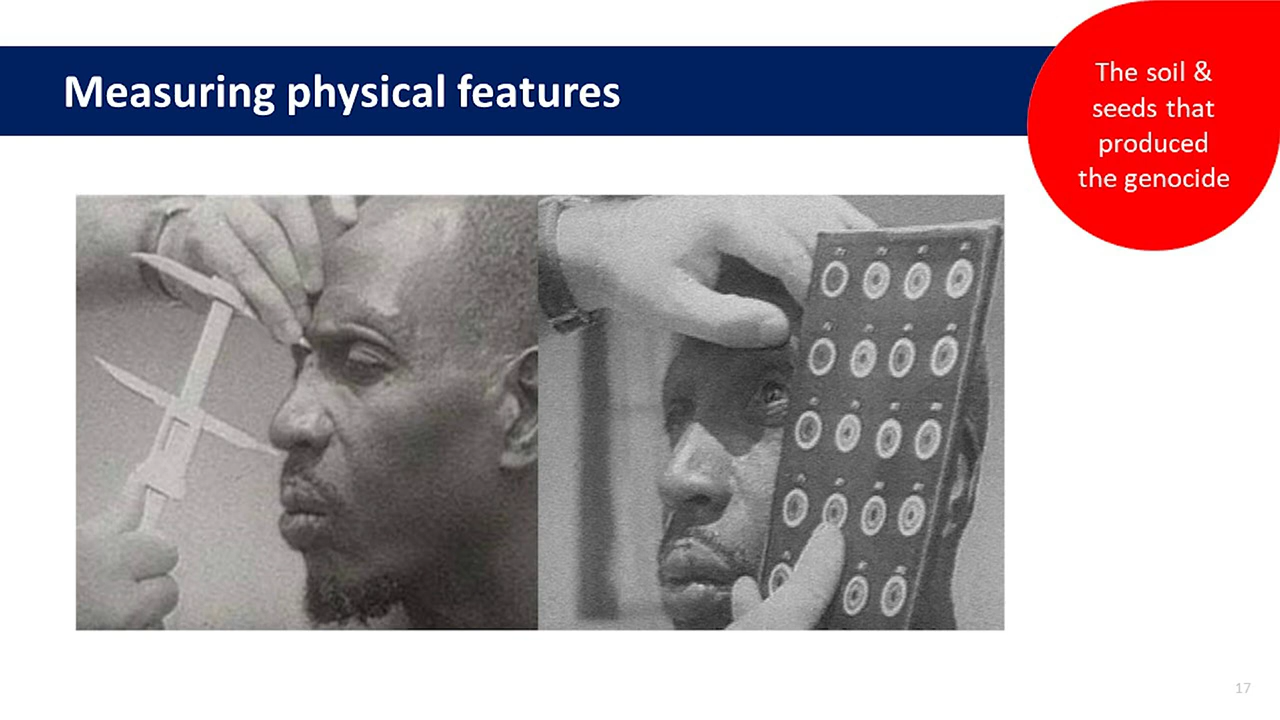 Measuring physical features
The soil &
seeds that
produced
the genocide
17